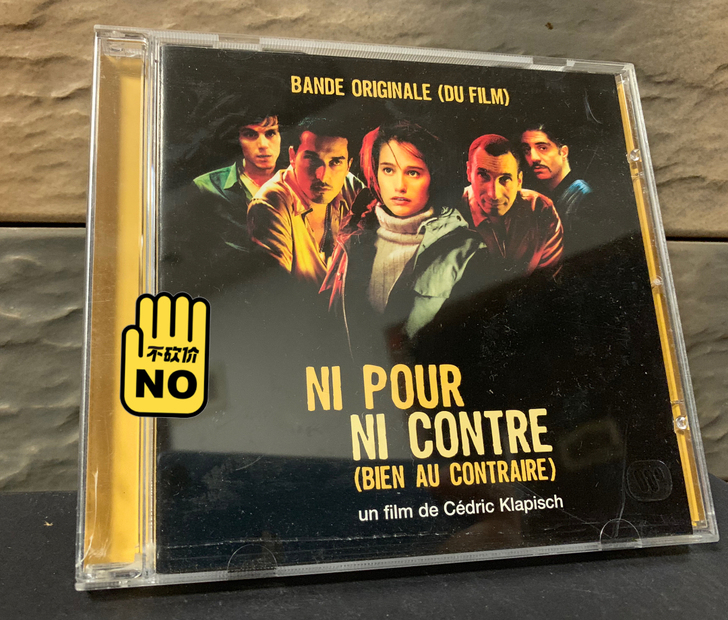 BANDE ORIGINALE (DU FILM)
不砍价
NO
NI POUR
NI CONTRE
(BIEN AU CONTRAIRE)
un film de Cédric Klapisch